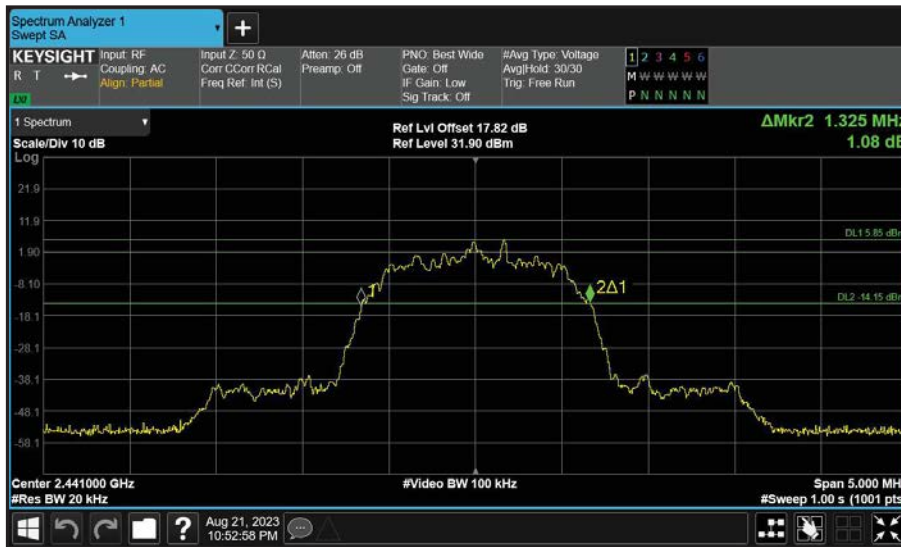 Spectrum Analyzer 1
Swept SA
+
KEYSIGHT
R T
LXI
Input: RF
Coupling: AC
Align: Partial
Input Z: 50 Ω
Corr CCorr RCal
Freq Ref: Int (S)
Atten: 26 dB
Preamp: Off
PNO: Best Wide
Gate: Off
IF Gain: Low
Sig Track: Off
#Avg Type: Voltage
Avg|Hold: 30/30
Trig: Free Run
1 2 3 4 5 6
M W W W W W
P N N N N N
1 Spectrum
Scale/Div 10 dB
Ref Lvl Offset 17.82 dB
Ref Level 31.90 dBm
ΔMkr2 1.325 MHz
1.08 dB
Log
21.9
11.9
1.90
-8.10
-18.1
-28.1
-38.1
-48.1
-58.1
DL1 5.85 dBm
1
2Δ1
DL2 -14.15 dBm
Center 2.441000 GHz
#Res BW 20 kHz
#Video BW 100 kHz
Span 5.000 MH
#Sweep 1.00 s (1001 pts
?
Aug 21, 2023
10:52:58 PM